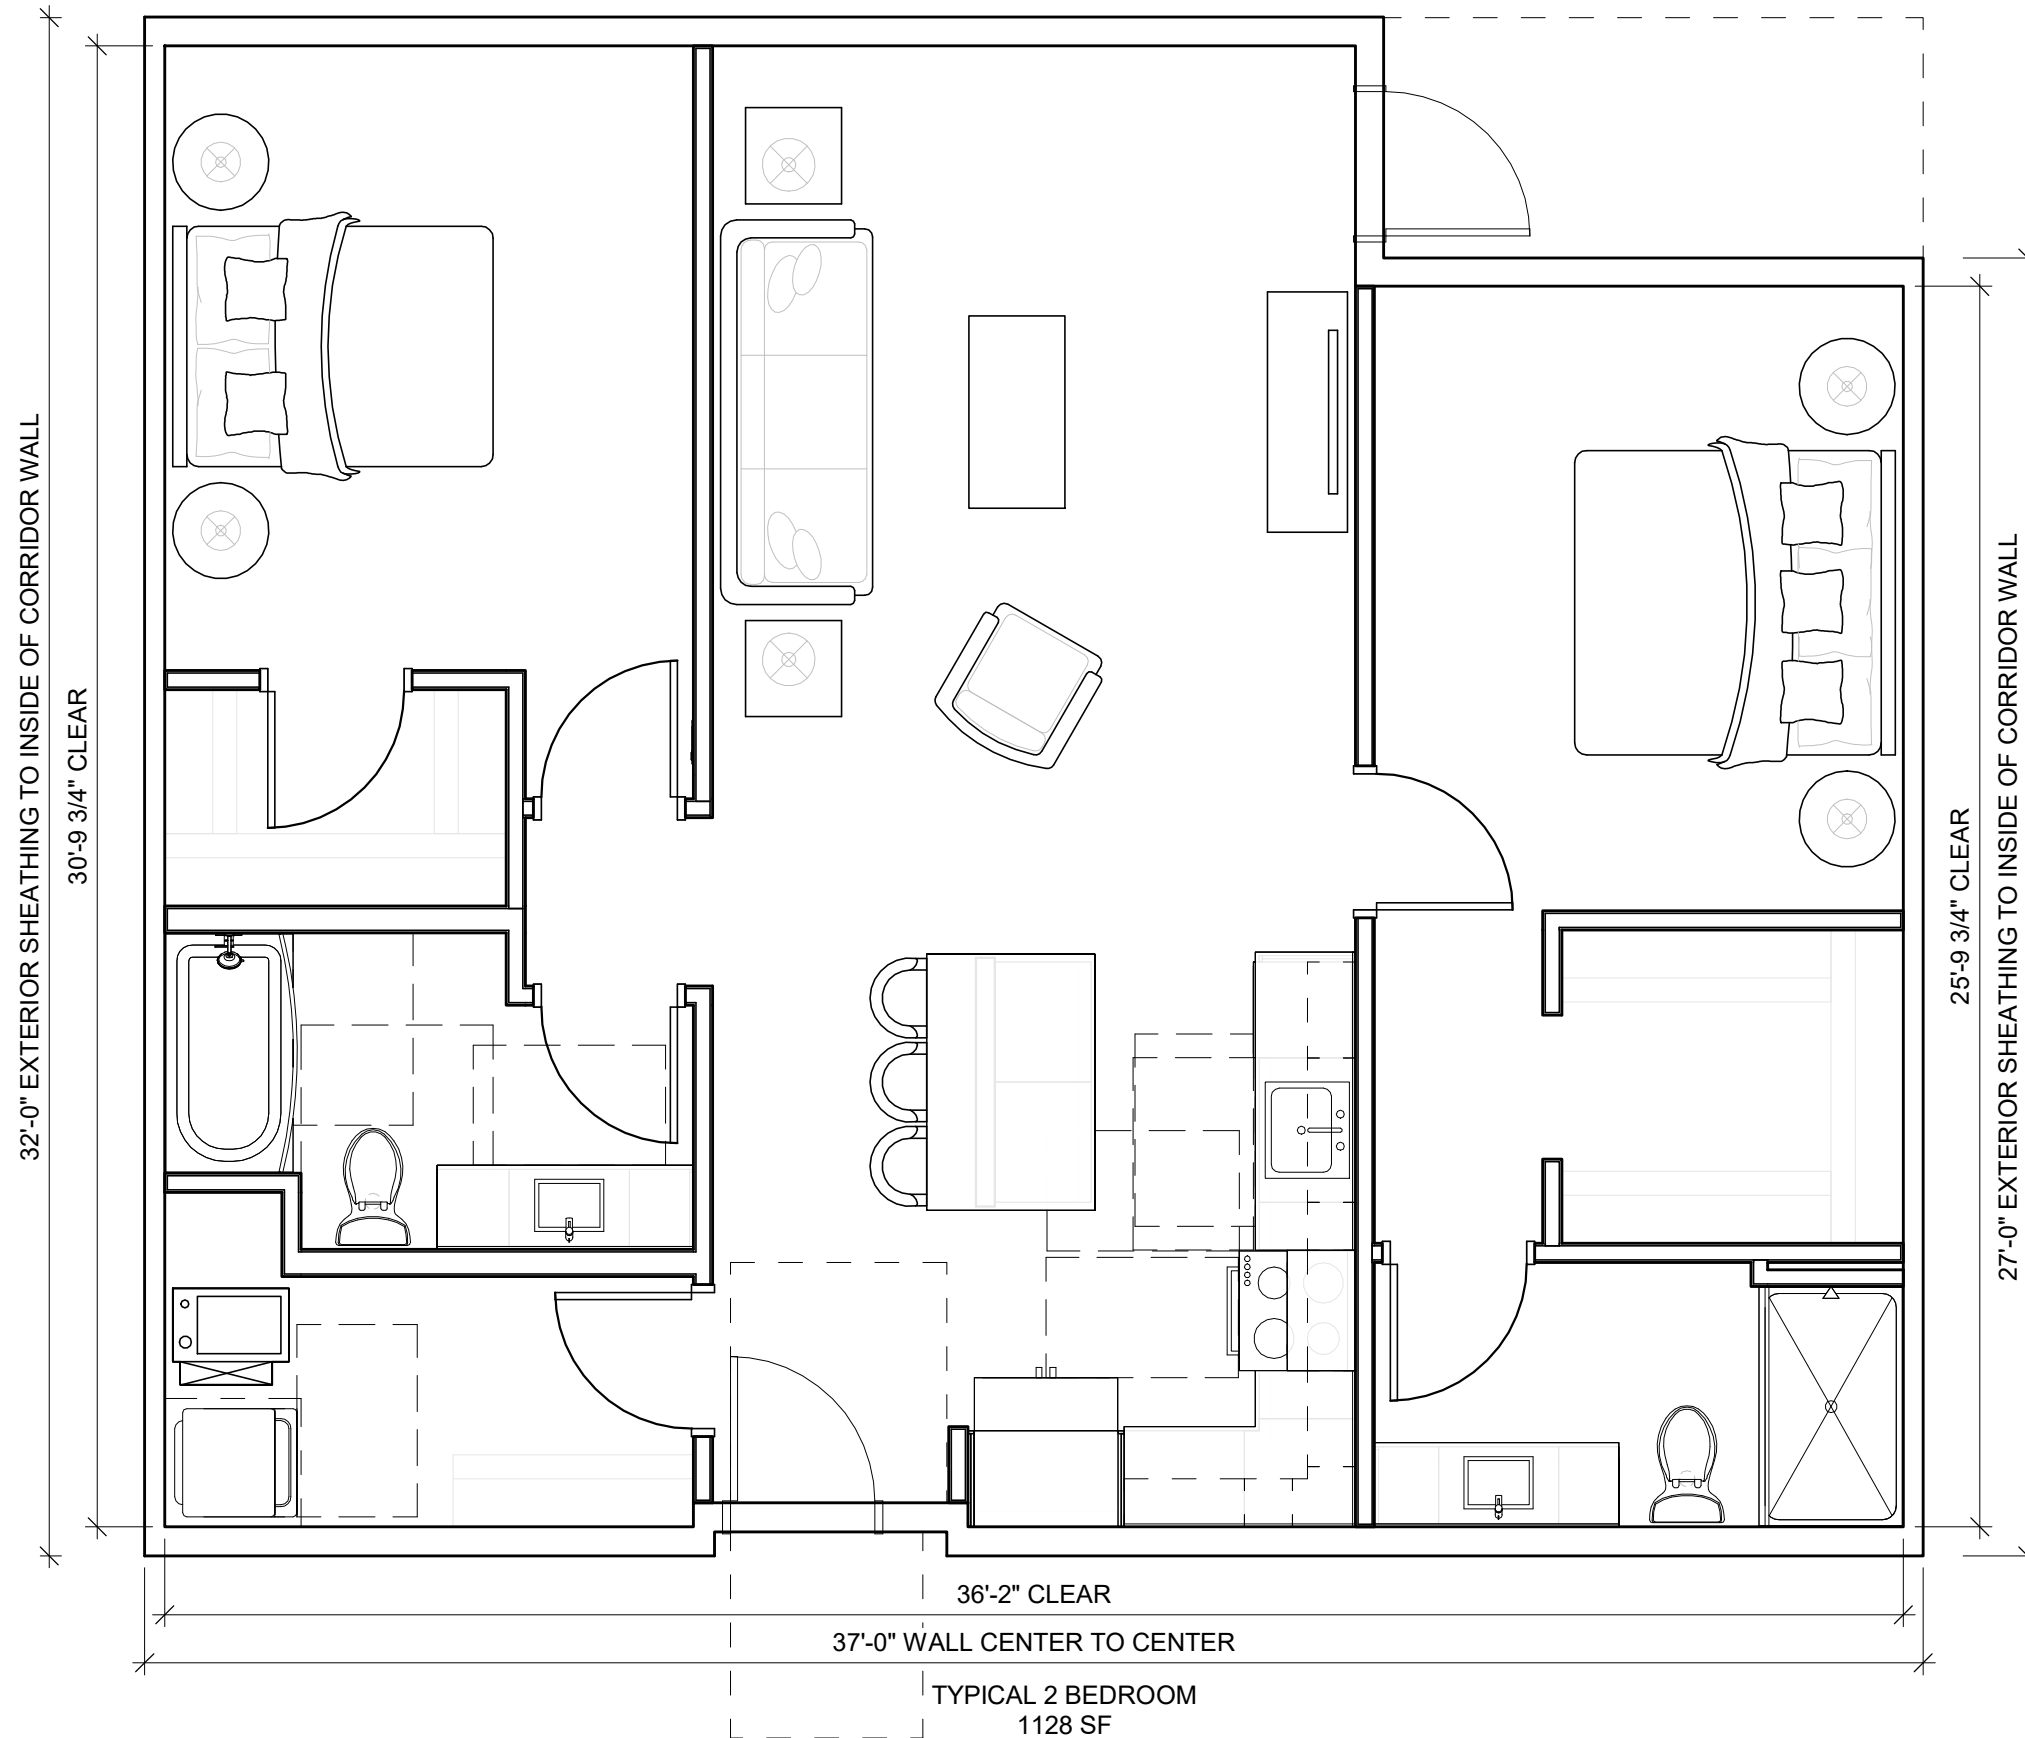 32'-0" EXTERIOR SHEATHING TO INSIDE OF CORRIDOR WALL
30'-9 3/4" CLEAR
25'-9 3/4" CLEAR
27'-0" EXTERIOR SHEATHING TO INSIDE OF CORRIDOR WALL
36'-2" CLEAR
37'-0" WALL CENTER TO CENTER
TYPICAL 2 BEDROOM
1128 SF